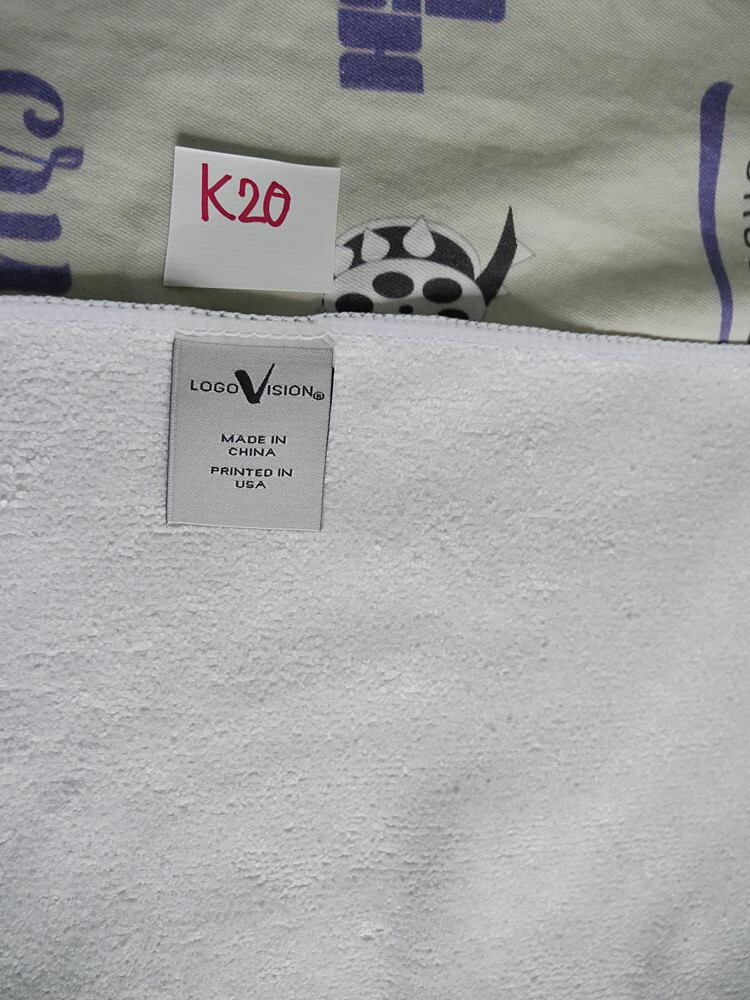 K20
LOGOVISION®
MADE IN
CHINA
PRINTED IN
USA